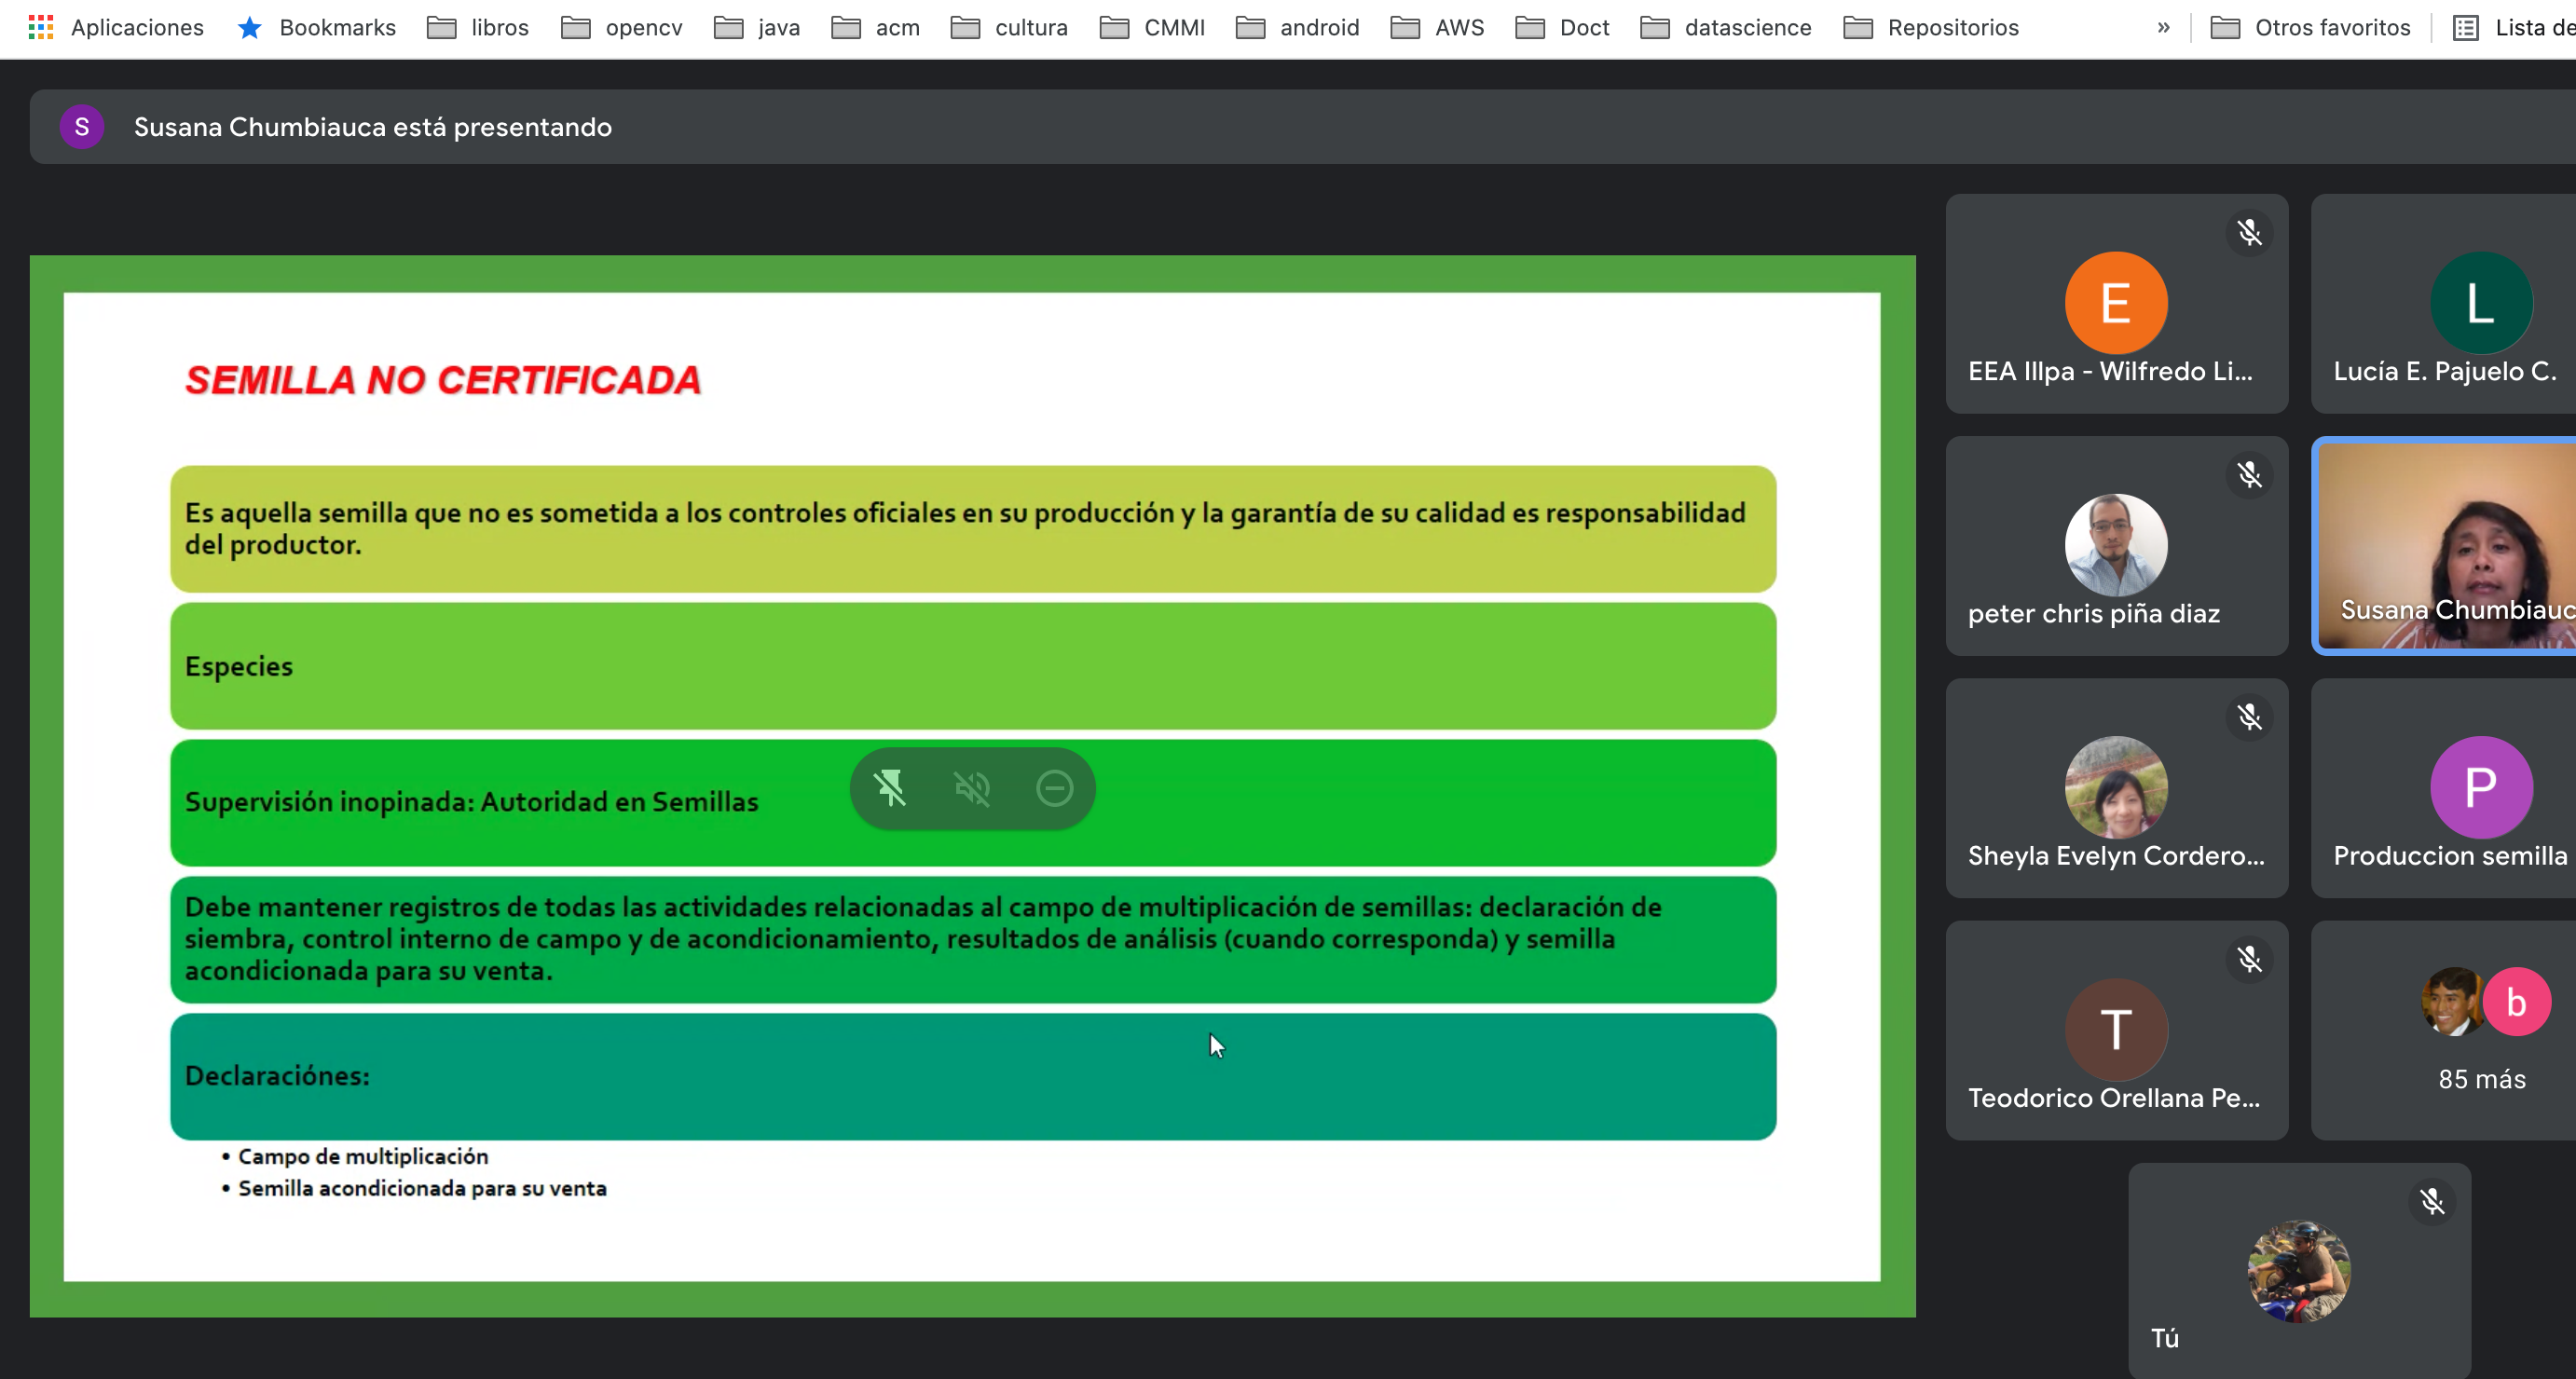 Aplicaciones Bookmarks libros opencv java acm cultura CMMI android AWS Doct datascience Repositorios » Otros favoritos Lista de
S Susana Chumbiauca está presentando
SEMILLA NO CERTIFICADA
Es aquella semilla que no es sometida a los controles oficiales en su producción y la garantía de su calidad es responsabilidad
del productor.
Especies
Supervisión inopinada: Autoridad en Semillas
Debe mantener registros de todas las actividades relacionadas al campo de multiplicación de semillas: declaración de
siembra, control interno de campo y de acondicionamiento, resultados de análisis (cuando corresponda) y semilla
acondicionada para su venta.
Declaraciónes:
• Campo de multiplicación
• Semilla acondicionada para su venta
E
EEA Illpa - Wilfredo Li...
L
Lucía E. Pajuelo C.
peter chris piña diaz
Susana Chumbiauc
Sheyla Evelyn Cordero...
P
Produccion semilla
T
Teodorico Orellana Pe...
b
85 más
Tú